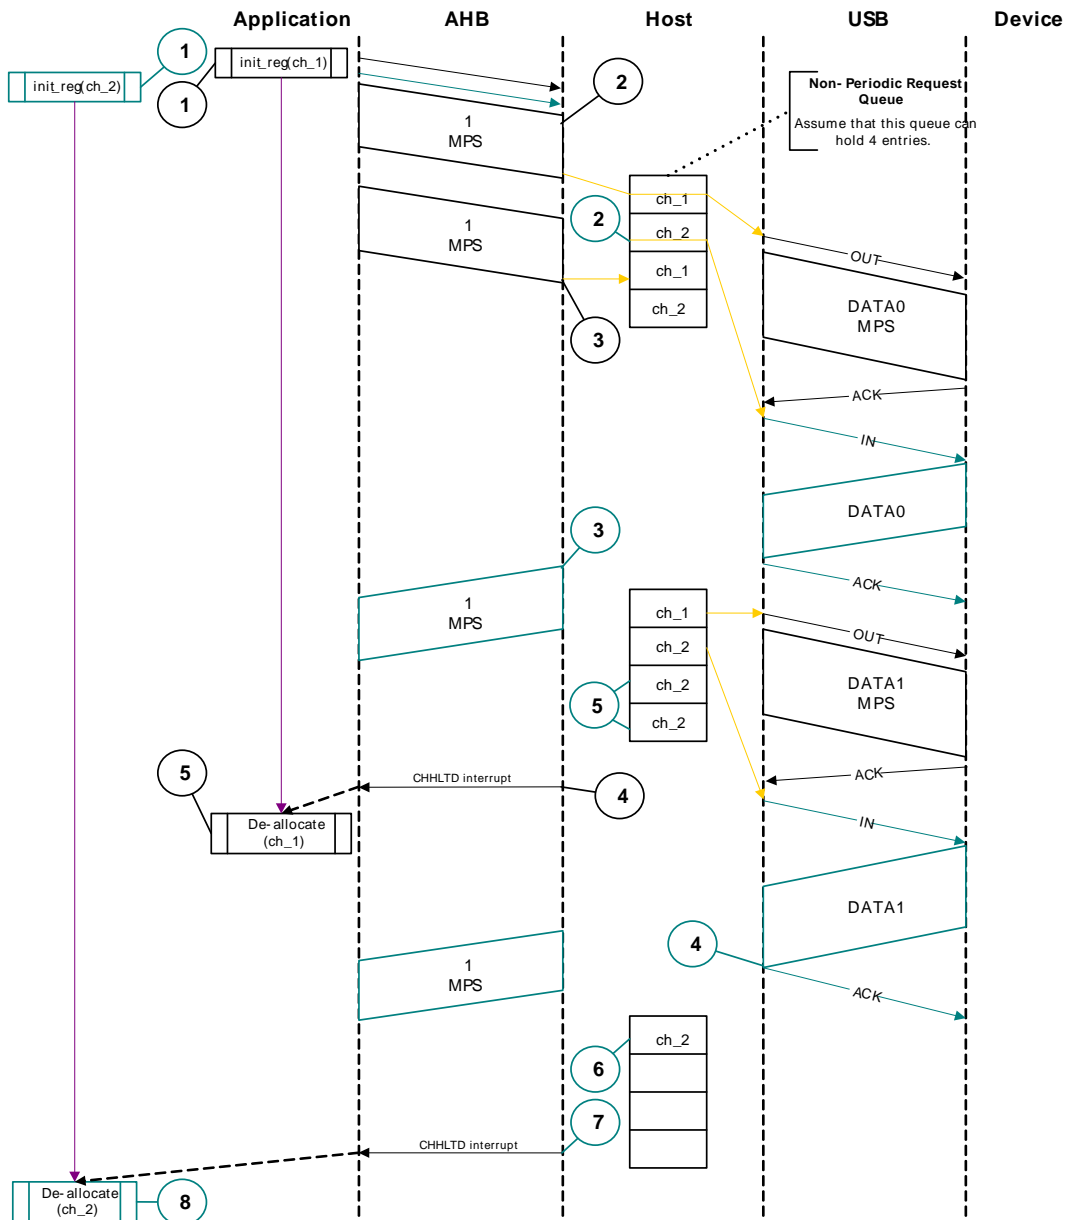 Application AHB Host USB Device
1
init_reg(ch_1)
init_reg(ch_2)
1
2
Non-Periodic Request
Queue
Assume that this queue can
hold 4 entries.
1
MPS
ch_1
2
ch_2
1
MPS
OUT
ch_1
ch_2
DATA0
MPS
3
ACK
IN
DATA0
3
ACK
1
MPS
ch_1
OUT
ch_2
ch_2
DATA1
MPS
5
ch_2
5
CHHLTD interrupt
ACK
4
De-allocate
(ch_1)
IN
DATA1
4
1
MPS
ACK
ch_2
6
7
CHHLTD interrupt
De-allocate
(ch_2)
8